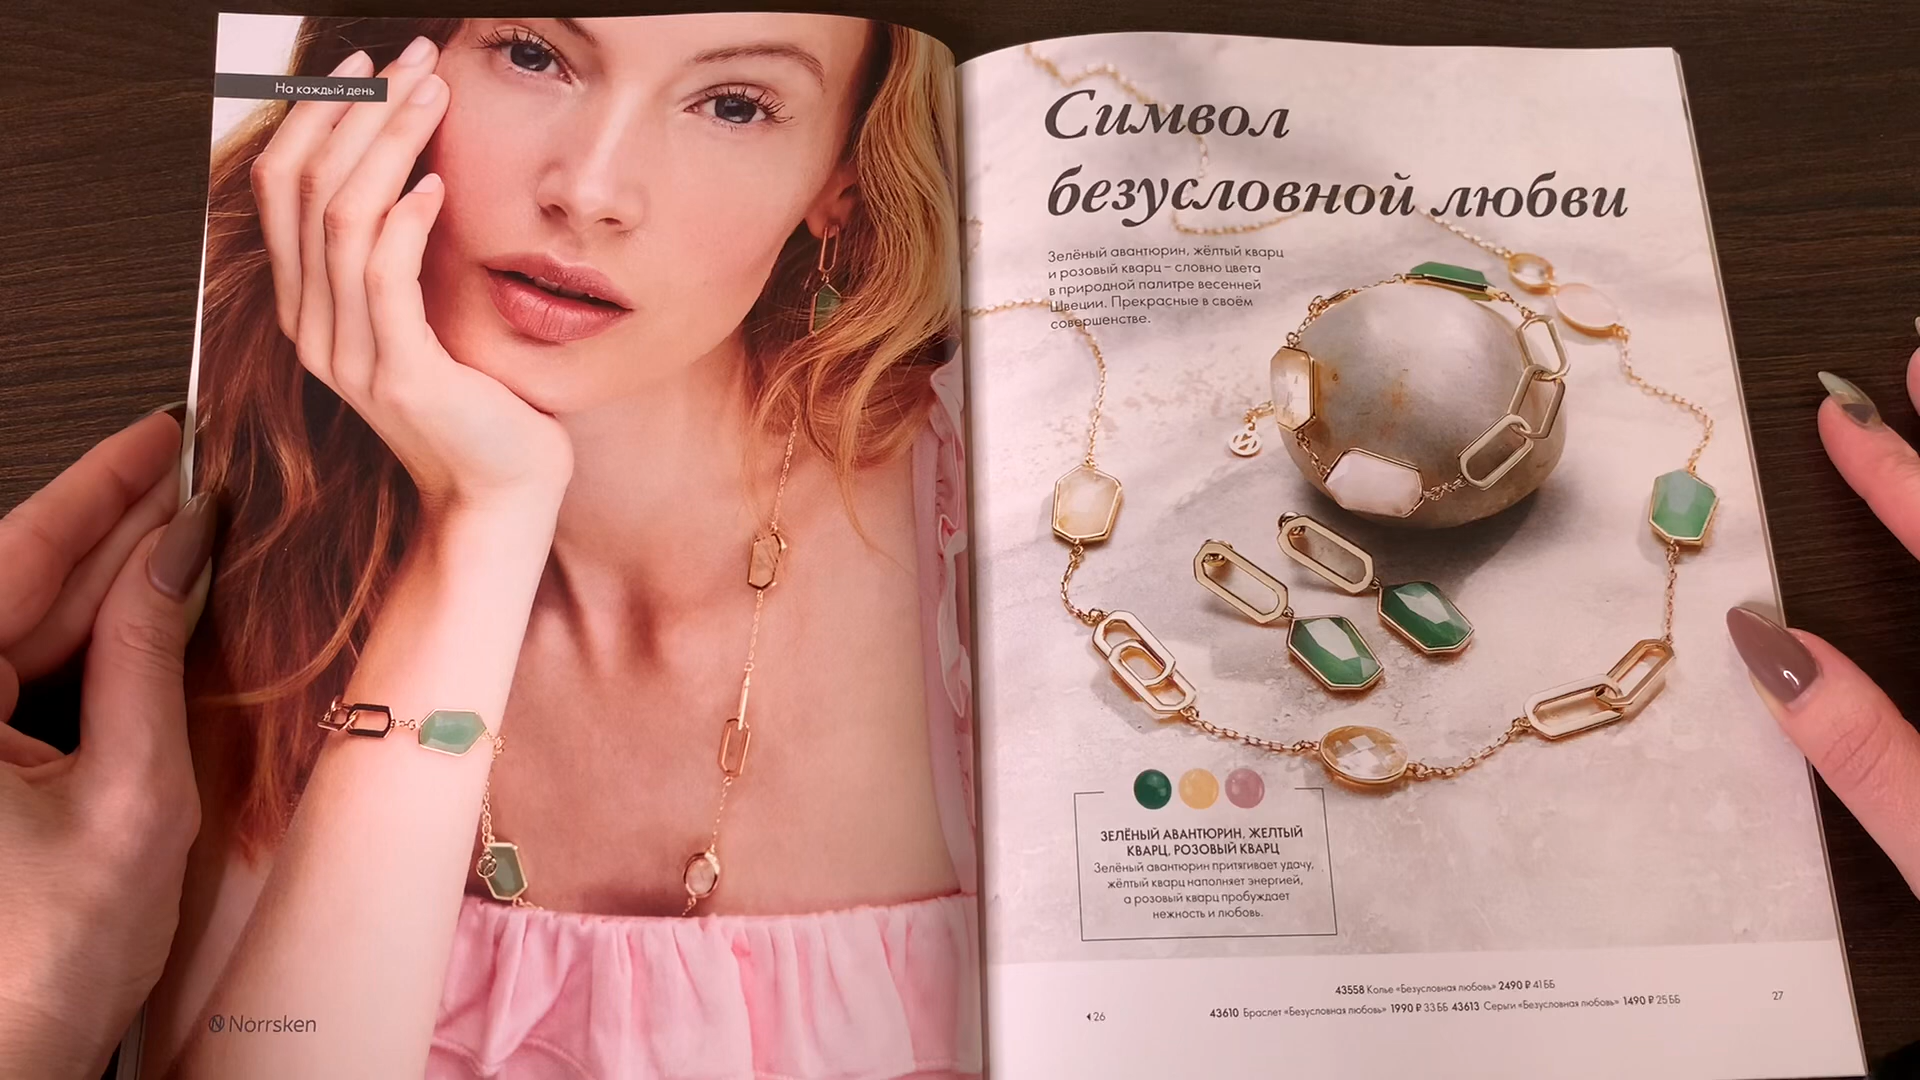 На каждый день
Nörrsken
Символ
безусловной любви
Зелёный авантюрин, жёлтый кварц
и розовый кварц – словно цвета
в природной палитре весенней
Швеции. Прекрасные в своём
совершенстве.
ЗЕЛЁНЫЙ АВАНТЮРИН, ЖЕЛТЫЙ
КВАРЦ, РОЗОВЫЙ КВАРЦ
Зелёный авантюрин притягивает удачу,
жёлтый кварц наполняет энергией,
а розовый кварц пробуждает
нежность и любовь.
43558 Колье «Безусловная любовь» 2490 ₽ 41 ББ
43610 Браслет «Безусловная любовь» 1990 ₽ 33 ББ 43613 Серьги «Безусловная любовь» 1490 ₽ 25 ББ
26
27